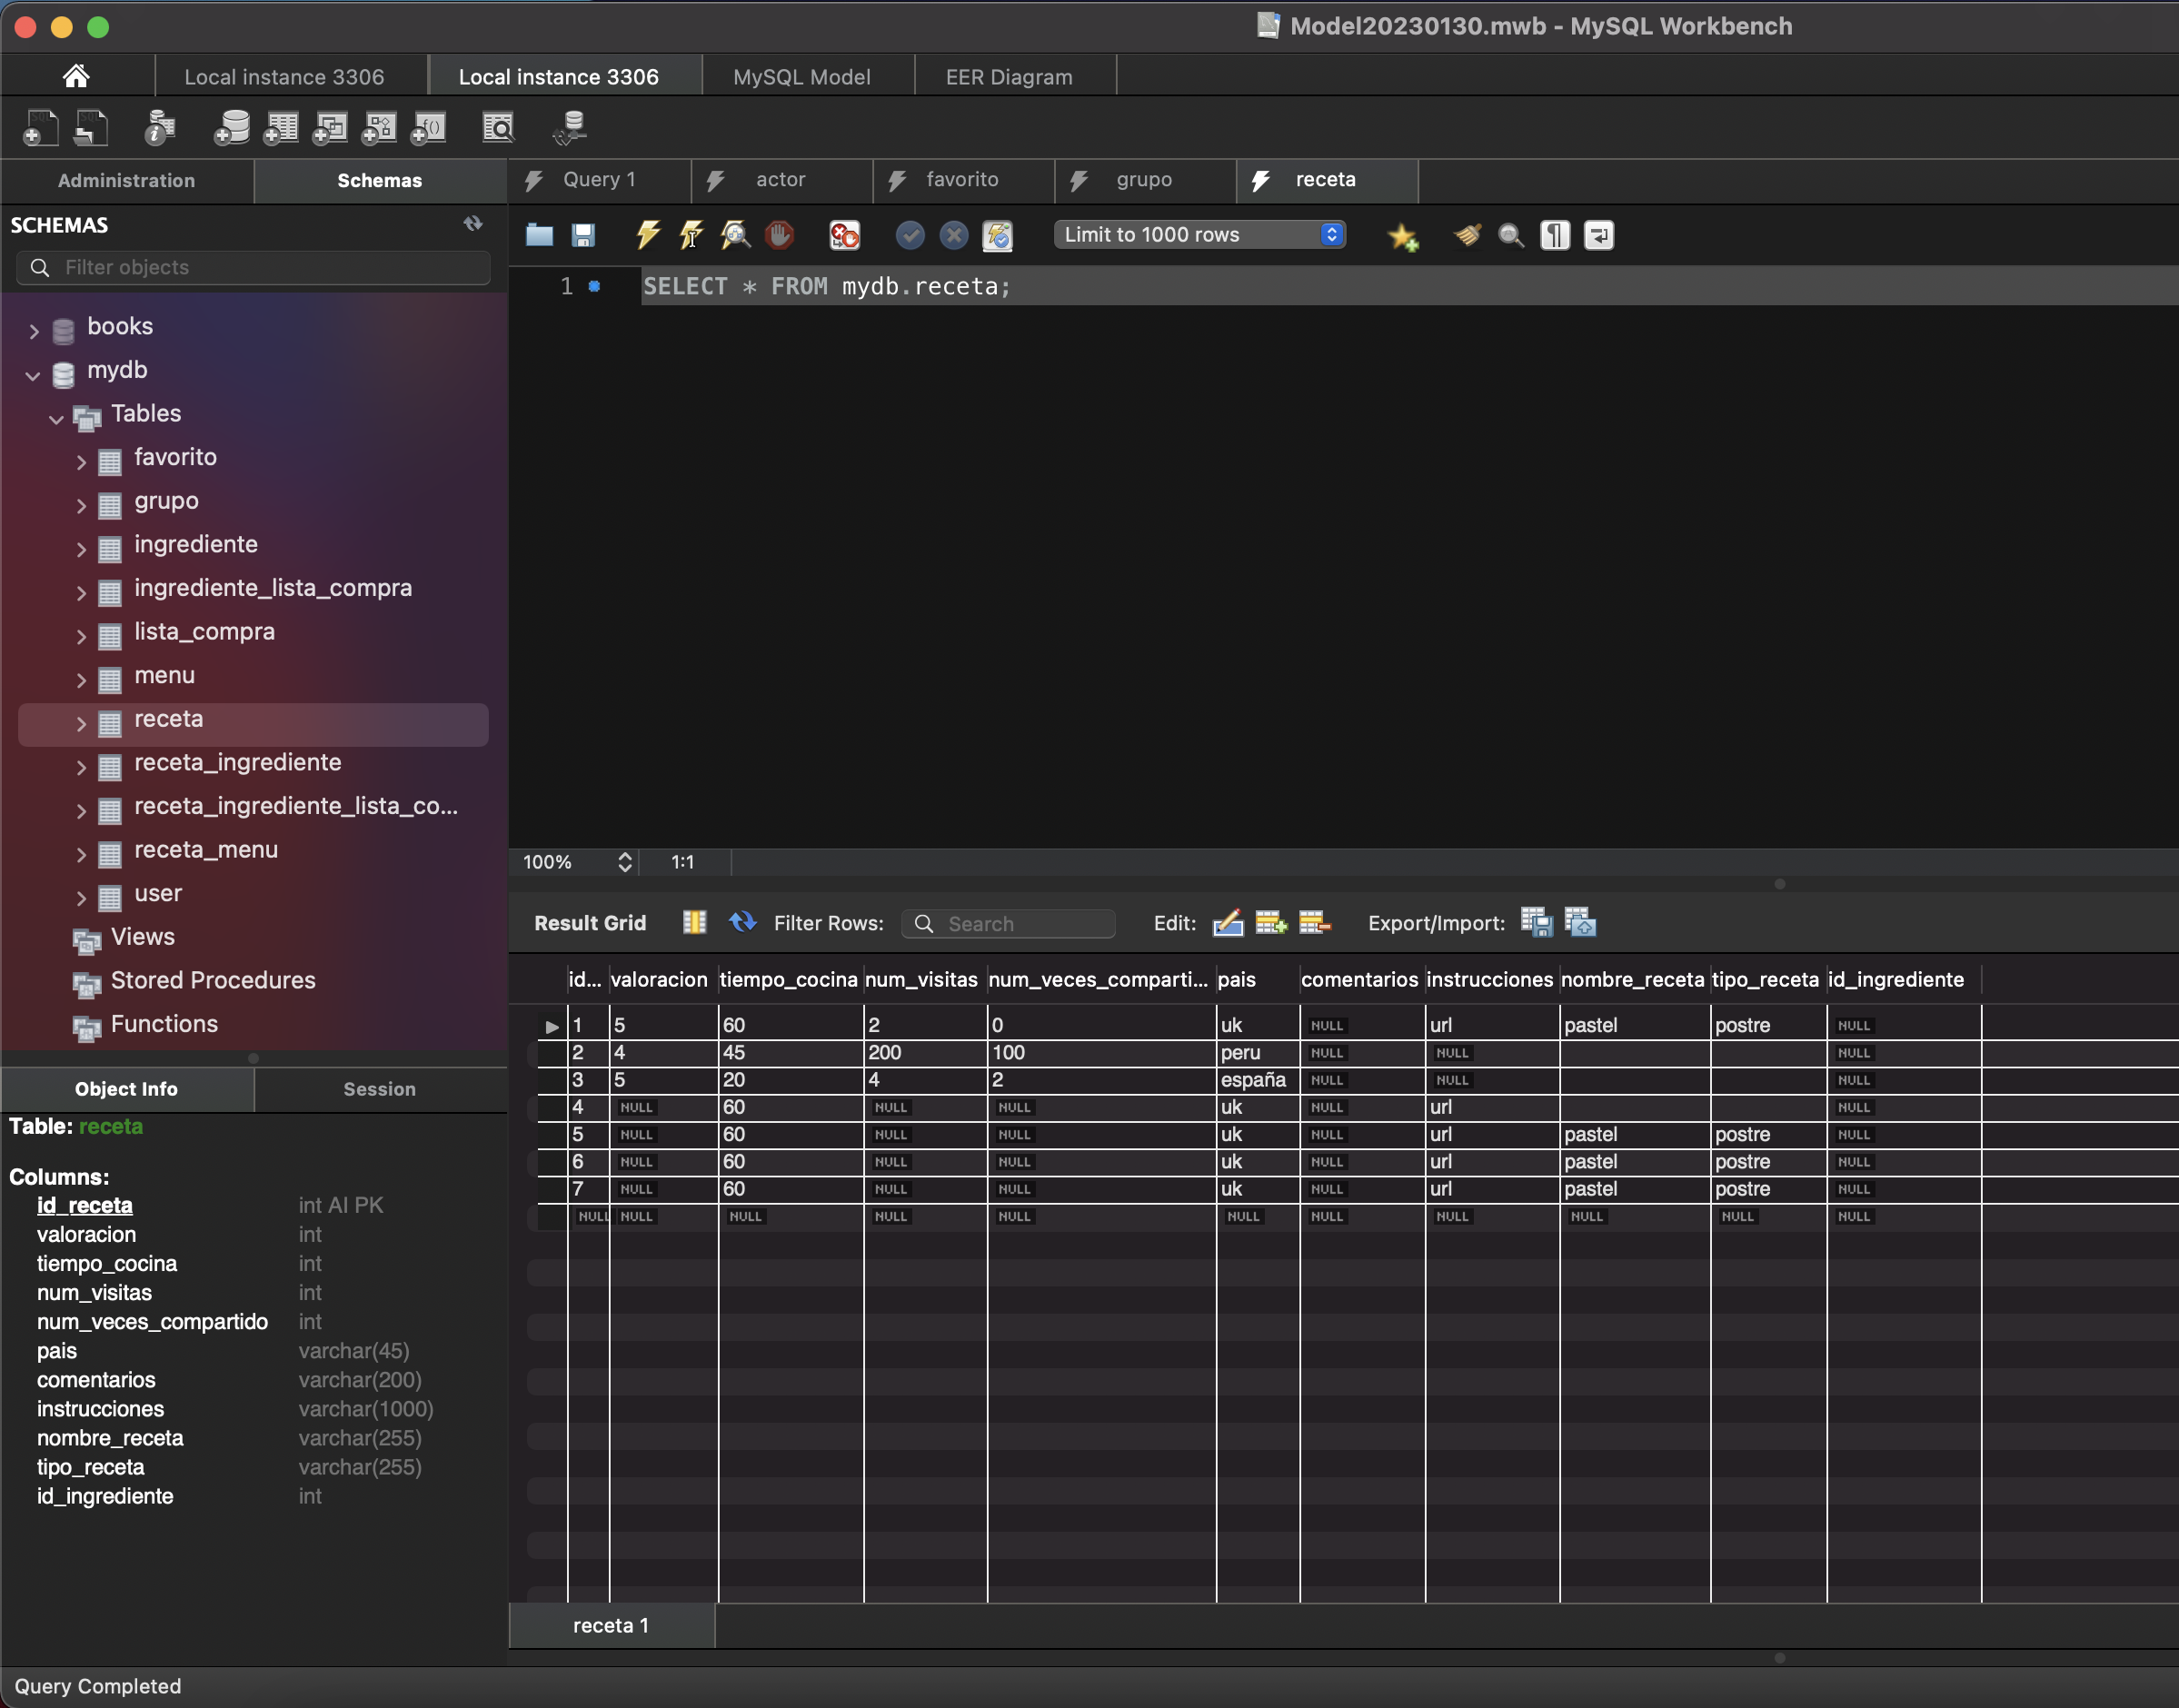 Model20230130.mwb - MySQL Workbench
Local instance 3306 Local instance 3306 MySQL Model EER Diagram
Administration Schemas
Query 1 actor favorito grupo receta
SCHEMAS
Filter objects
Limit to 1000 rows
1 SELECT * FROM mydb.receta;
books
mydb
Tables
favorito
grupo
ingrediente
ingrediente_lista_compra
lista_compra
menu
receta
receta_ingrediente
receta_ingrediente_lista_co...
receta_menu
user
Views
Stored Procedures
Functions
100% 1:1
Result Grid Filter Rows: Search Edit: Export/Import:
id... valoracion tiempo_cocina num_visitas num_veces_comparti... pais comentarios instrucciones nombre_receta tipo_receta id_ingrediente
1 5 60 2 0 uk NULL url pastel postre NULL
2 4 45 200 100 peru NULL NULL NULL
3 5 20 4 2 españa NULL NULL NULL
4 NULL 60 NULL NULL uk NULL url NULL
5 NULL 60 NULL NULL uk NULL url pastel postre NULL
6 NULL 60 NULL NULL uk NULL url pastel postre NULL
7 NULL 60 NULL NULL uk NULL url pastel postre NULL
NULL NULL NULL NULL NULL NULL NULL NULL NULL NULL NULL
receta 1
Object Info Session
Table: receta
Columns:
id_receta int AI PK
valoracion int
tiempo_cocina int
num_visitas int
num_veces_compartido int
pais varchar(45)
comentarios varchar(200)
instrucciones varchar(1000)
nombre_receta varchar(255)
tipo_receta varchar(255)
id_ingrediente int
Query Completed